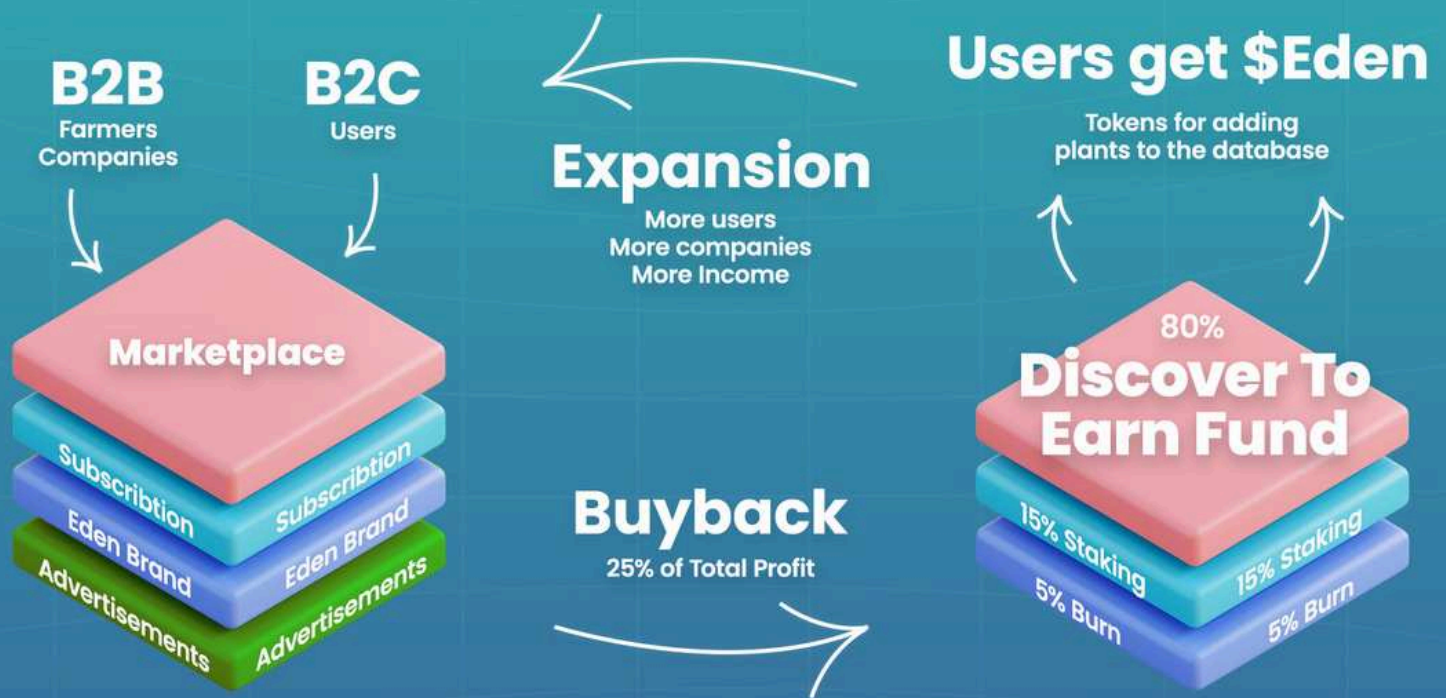 B2B
Farmers
Companies
B2C
Users
Marketplace
Subscribtion
Subscribtion
Eden Brand
Eden Brand
Advertisements
Advertisements
Expansion
More users
More companies
More Income
Buyback
25% of Total Profit
Users get $Eden
Tokens for adding
plants to the database
80%
Discover To
Earn Fund
15% Staking
15% Staking
5% Burn
5% Burn